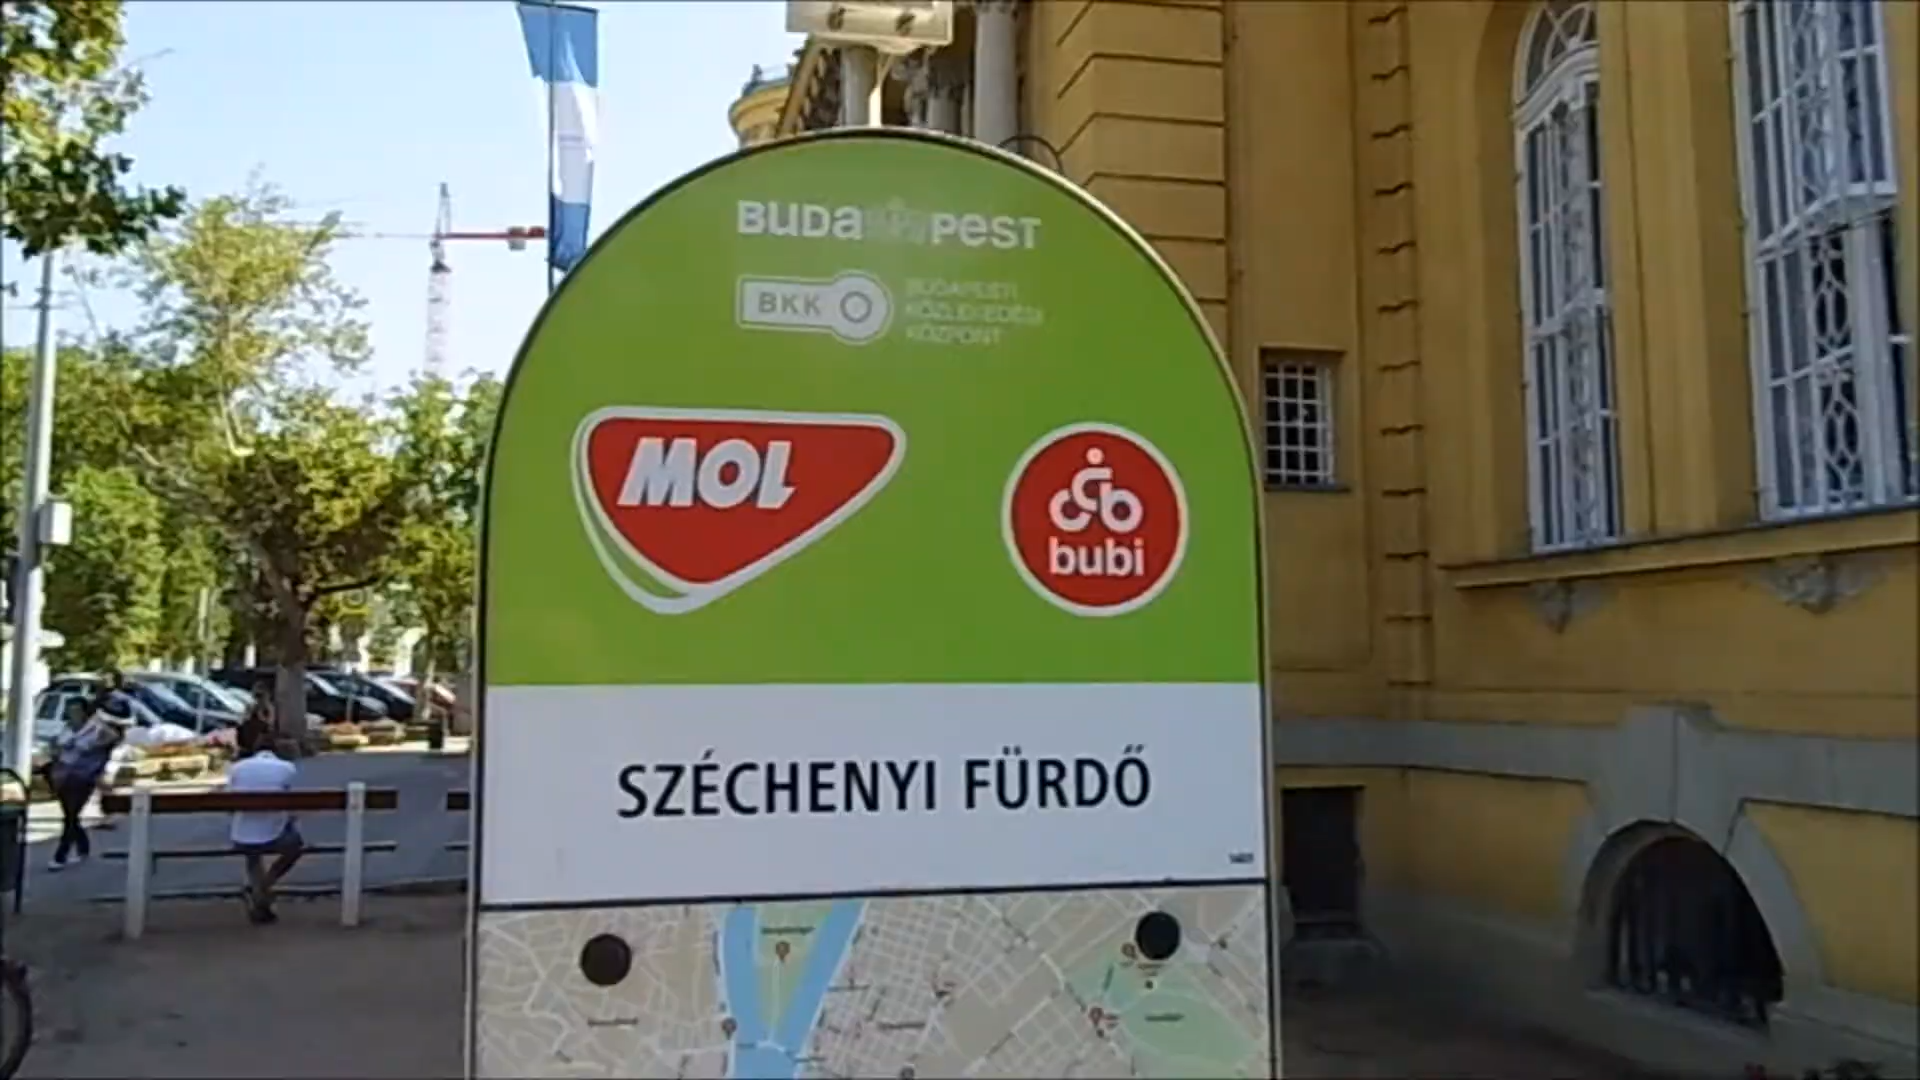 BUDAPEST
BKK BUDAPESTI
KÖZLEKEDÉSI
KÖZPONT
MOL
bubi
SZÉCHENYI FÜRDŐ